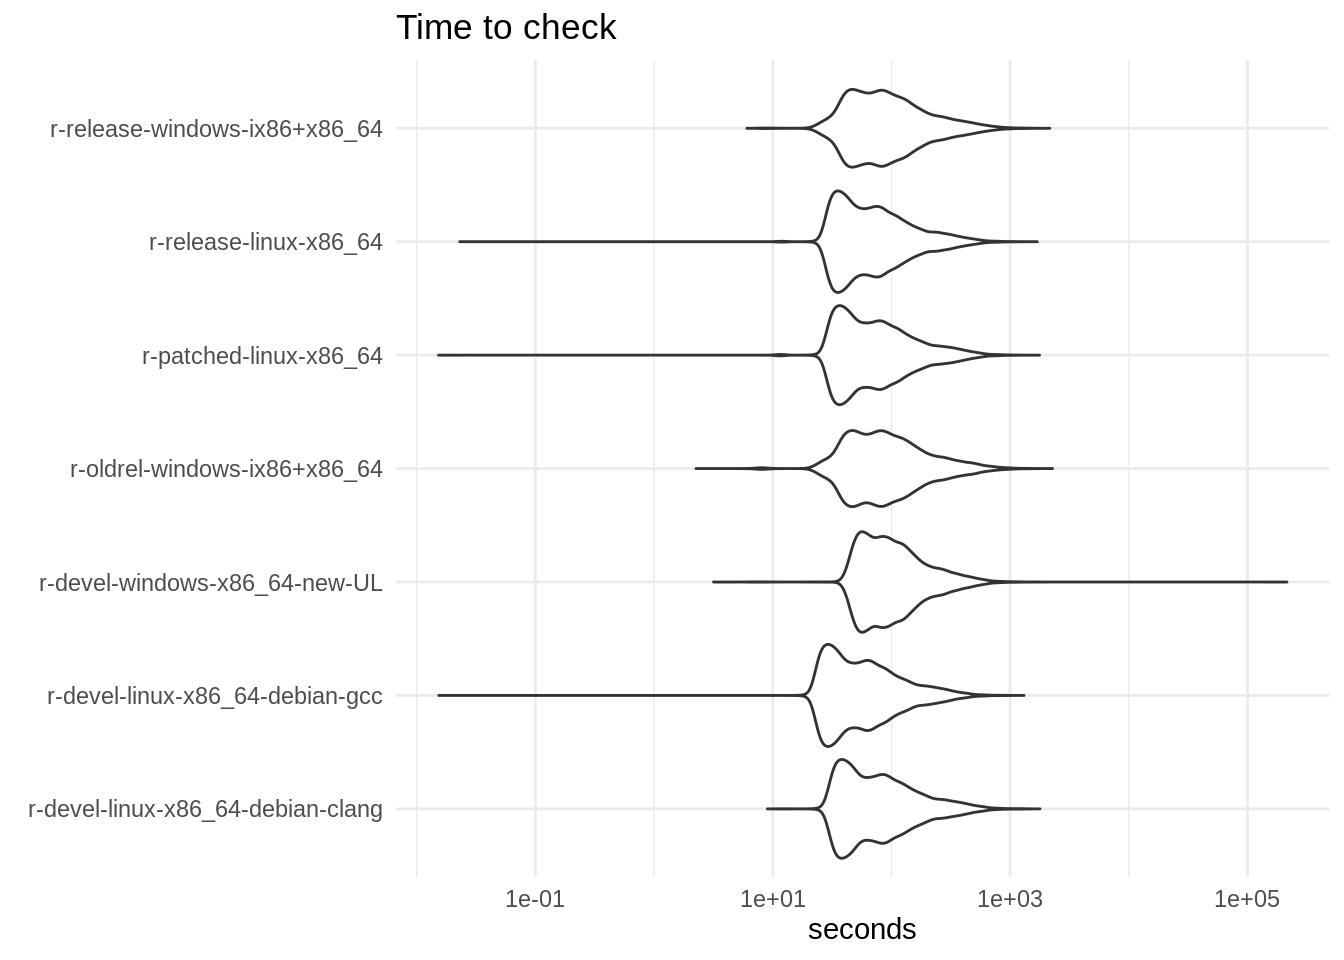 Time to check
r-release-windows-ix86+x86_64
r-release-linux-x86_64
r-patched-linux-x86_64
r-oldrel-windows-ix86+x86_64
r-devel-windows-x86_64-new-UL
r-devel-linux-x86_64-debian-gcc
r-devel-linux-x86_64-debian-clang
1e-01 1e+01 1e+03 1e+05
seconds